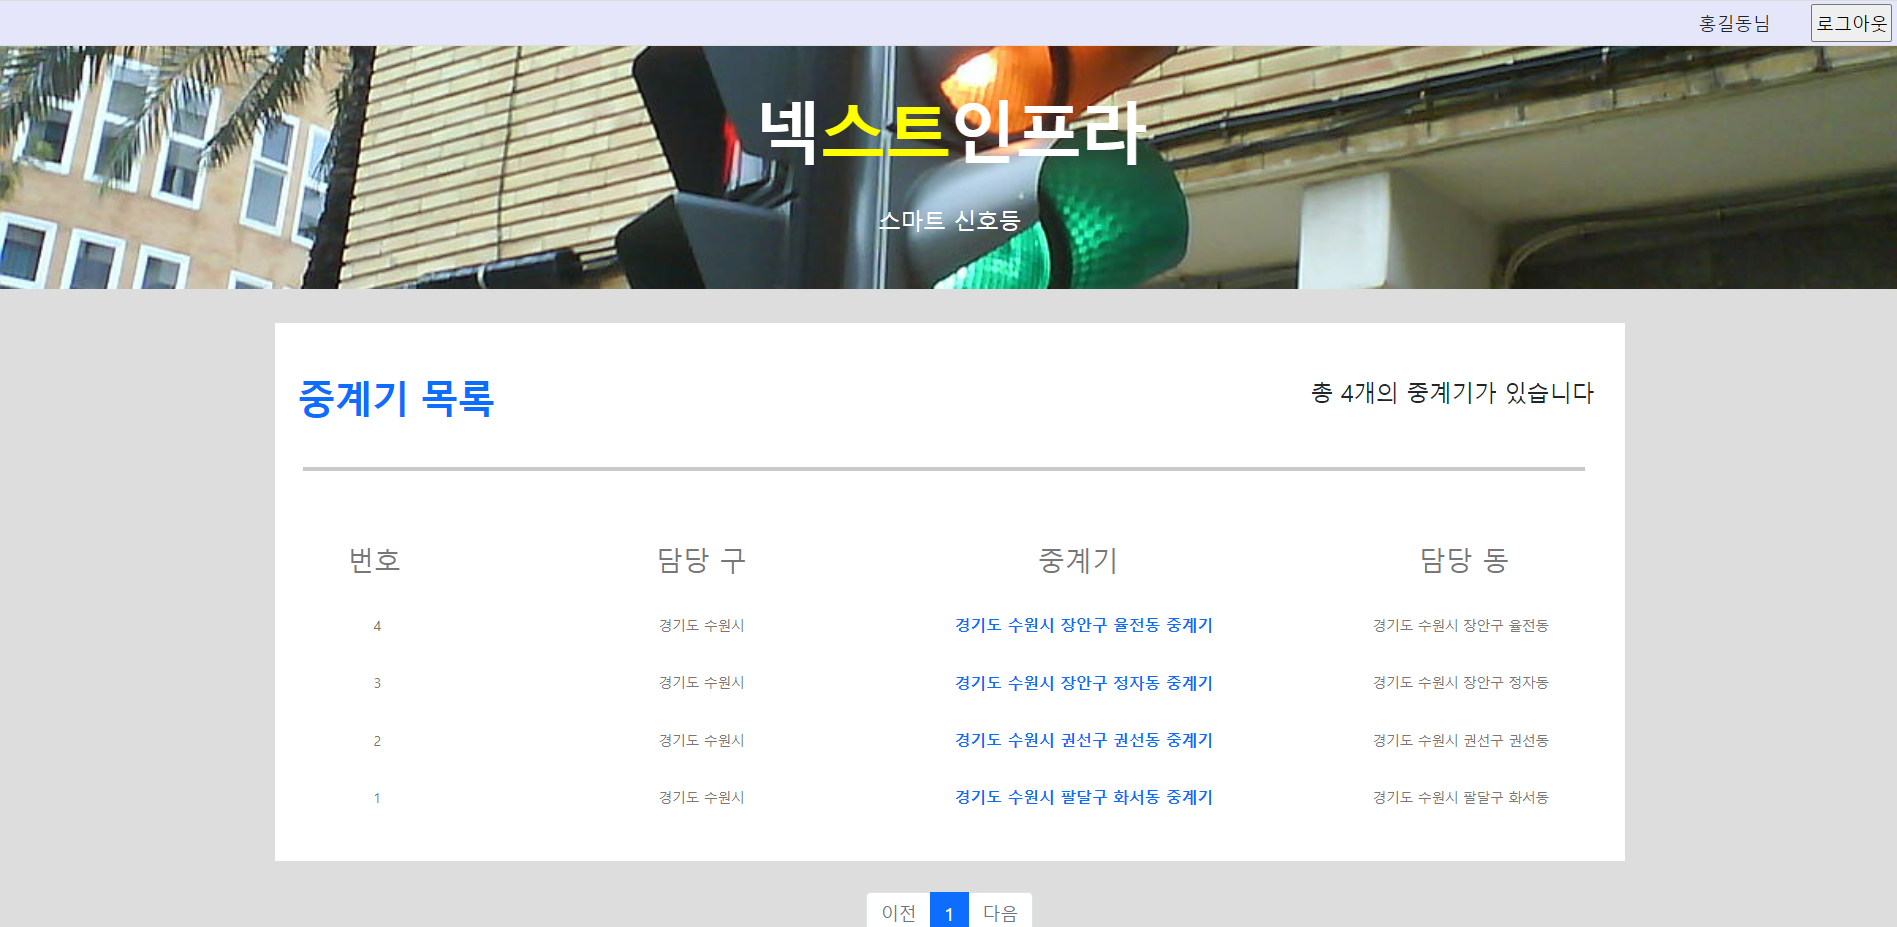 홍길동님 로그아웃
넥스트인프라
스마트 신호등
중계기 목록 총 4개의 중계기가 있습니다
번호 담당 구 중계기 담당 동
4 경기도 수원시 경기도 수원시 장안구 율전동 중계기 경기도 수원시 장안구 율전동
3 경기도 수원시 경기도 수원시 장안구 정자동 중계기 경기도 수원시 장안구 정자동
2 경기도 수원시 경기도 수원시 권선구 권선동 중계기 경기도 수원시 권선구 권선동
1 경기도 수원시 경기도 수원시 팔달구 화서동 중계기 경기도 수원시 팔달구 화서동
이전 1 다음